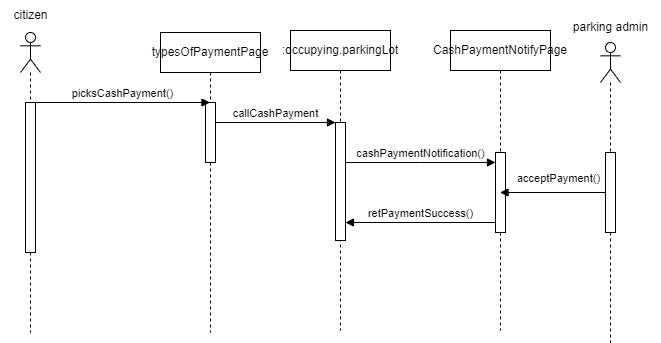 citizen
parking admin
typesOfPaymentPage
:occupying.parkingLot
CashPaymentNotifyPage
picksCashPayment()
callCashPayment
cashPaymentNotification()
acceptPayment()
retPaymentSuccess()